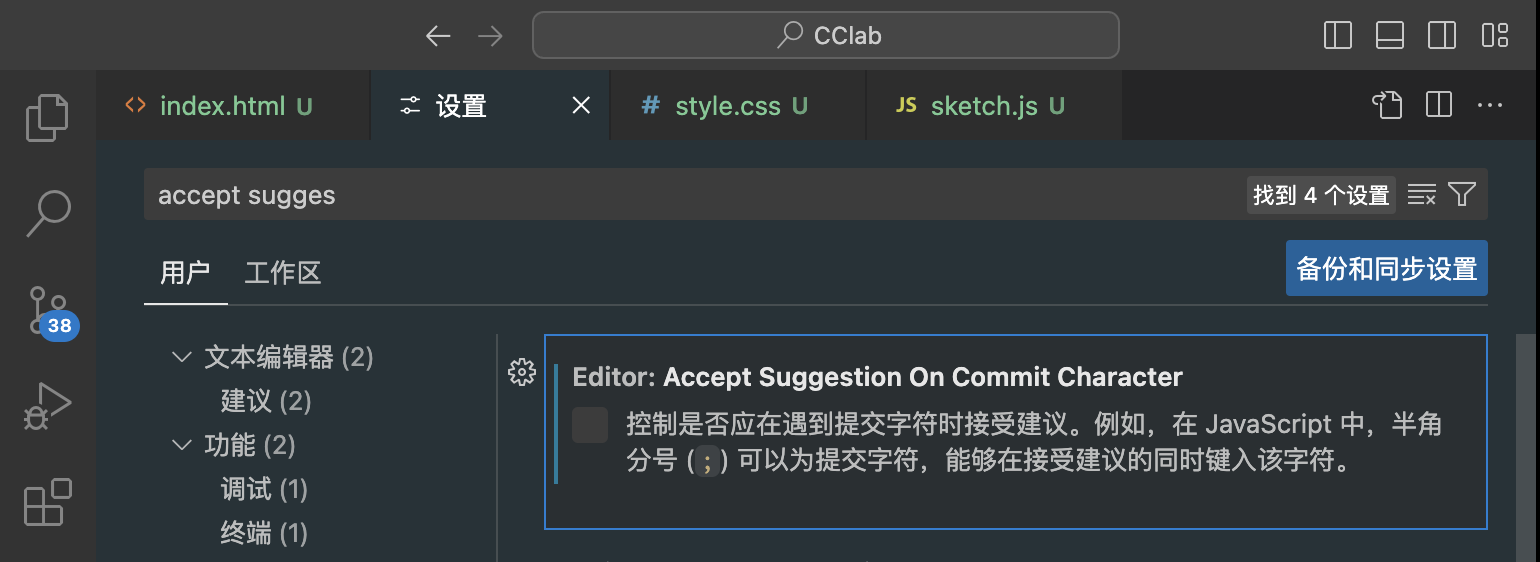 CClab
index.html U
设置
# style.css U
JS sketch.js U
accept sugges
找到 4 个设置
用户
工作区
备份和同步设置
38
文本编辑器 (2)
建议 (2)
功能 (2)
调试 (1)
终端 (1)
Editor: Accept Suggestion On Commit Character
控制是否应在遇到提交字符时接受建议。例如，在 JavaScript 中，半角
分号 (;) 可以为提交字符，能够在接受建议的同时键入该字符。